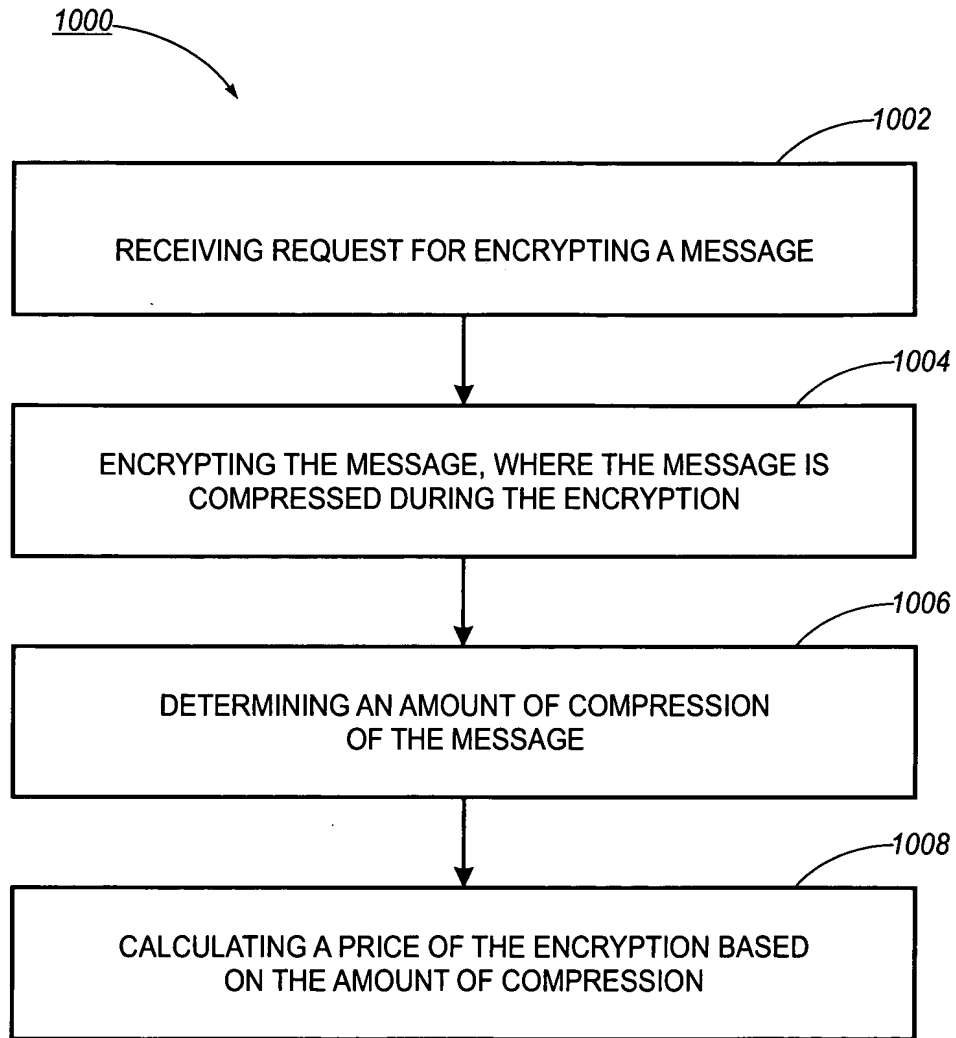 1000
1002
RECEIVING REQUEST FOR ENCRYPTING A MESSAGE
1004
ENCRYPTING THE MESSAGE, WHERE THE MESSAGE IS
COMPRESSED DURING THE ENCRYPTION
1006
DETERMINING AN AMOUNT OF COMPRESSION
OF THE MESSAGE
1008
CALCULATING A PRICE OF THE ENCRYPTION BASED
ON THE AMOUNT OF COMPRESSION